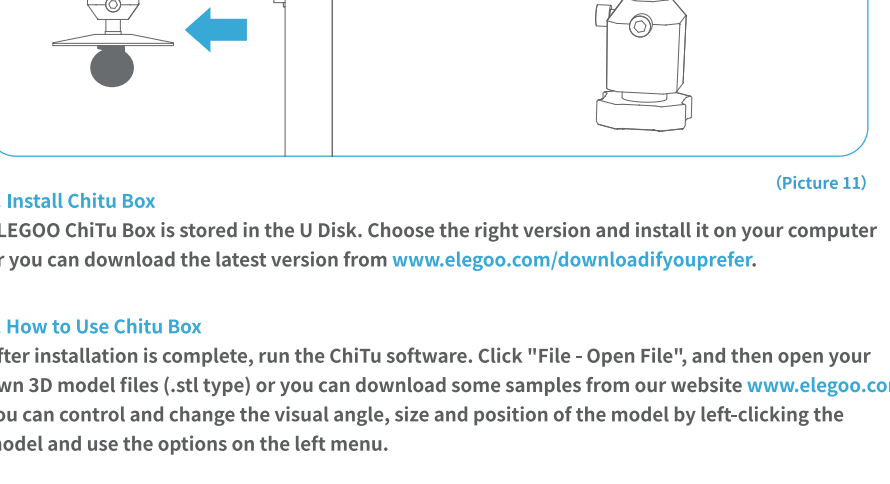 (Picture 11)
Install Chitu Box
LEGOO ChiTu Box is stored in the U Disk. Choose the right version and install it on your computer
r you can download the latest version from www.elegoo.com/downloadifyouprefer.
How to Use Chitu Box
fter installation is complete, run the ChiTu software. Click "File - Open File", and then open your
wn 3D model files (.stl type) or you can download some samples from our website www.elegoo.co
ou can control and change the visual angle, size and position of the model by left-clicking the
odel and use the options on the left menu.